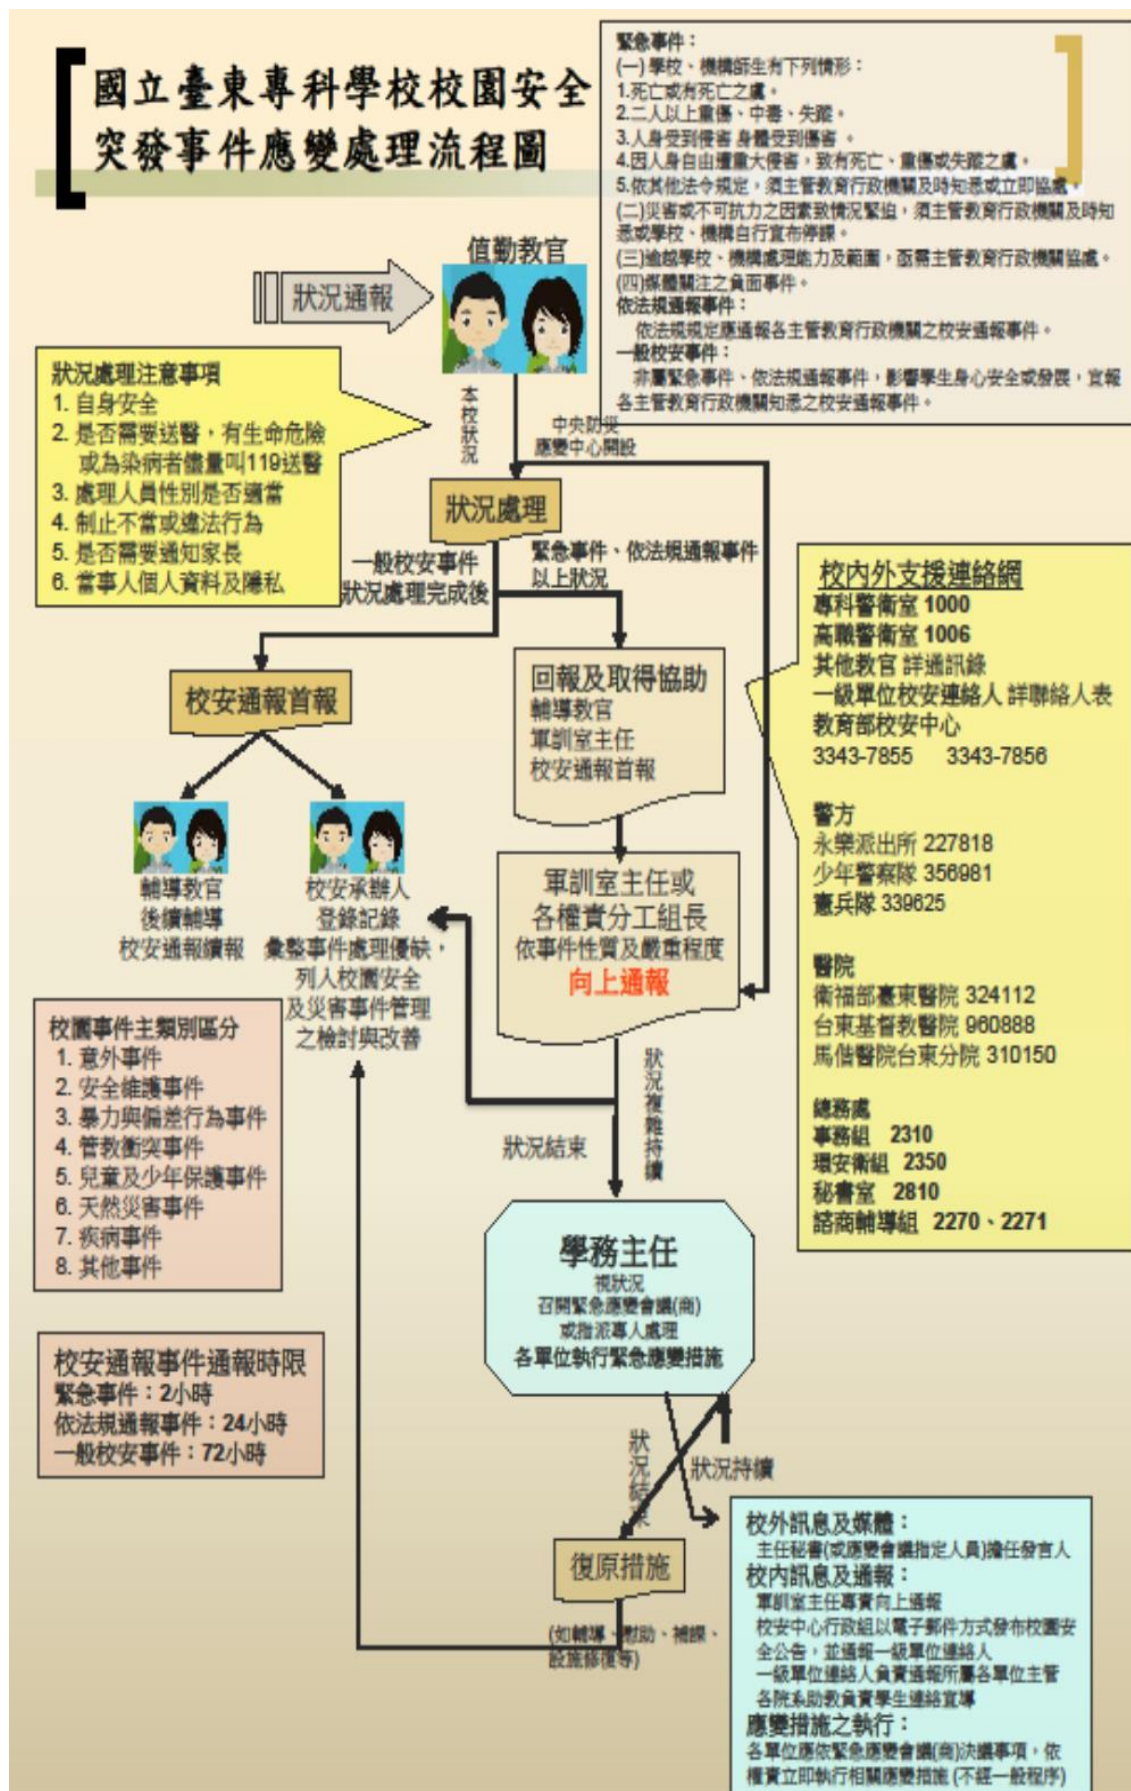 國立臺東專科學校校園安全
突發事件應變處理流程圖
緊急事件：
(一) 學校、機構師生有下列情形：
1.死亡或有死亡之虞。
2.二人以上重傷、中毒、失蹤。
3.人身受到侵害 身體受到傷害 。
4.因人身自由遭重大侵害，致有死亡、重傷或失蹤之虞。
5.依其他法令規定，須主管教育行政機關及時知悉或立即協處。
(二)災害或不可抗力之因素致情況緊迫，須主管教育行政機關及時知
悉或學校、機構自行宣布停課。
(三)逾越學校、機構處理能力及範圍，亟需主管教育行政機關協處。
(四)媒體關注之負面事件。
依法規通報事件：
依法規規定應通報各主管教育行政機關之校安通報事件。
一般校安事件：
非屬緊急事件、依法規通報事件，影響學生身心安全或發展，宜報
各主管教育行政機關知悉之校安通報事件。
值勤教官
狀況通報
狀況處理注意事項
1. 自身安全
2. 是否需要送醫，有生命危險
或為染病者儘量叫119送醫
3. 處理人員性別是否適當
4. 制止不當或違法行為
5. 是否需要通知家長
6. 當事人個人資料及隱私
本校狀況
中央防災
應變中心開設
狀況處理
一般校安事件
狀況處理完成後
緊急事件、依法規通報事件
以上狀況
校安通報首報
回報及取得協助
輔導教官
軍訓室主任
校安通報首報
校內外支援連絡網
專科警衛室 1000
高職警衛室 1006
其他教官 詳通訊錄
一級單位校安連絡人 詳聯絡人表
教育部校安中心
3343-7855 3343-7856
警方
永樂派出所 227818
少年警察隊 356981
憲兵隊 339625
醫院
衛福部臺東醫院 324112
台東基督教醫院 960888
馬偕醫院台東分院 310150
總務處
事務組 2310
環安衛組 2350
秘書室 2810
諮商輔導組 2270、2271
輔導教官
後續輔導
校安通報續報
校安承辦人
登錄記錄
彙整事件處理優缺，
列入校園安全
及災害事件管理
之檢討與改善
軍訓室主任或
各權責分工組長
依事件性質及嚴重程度
向上通報
校園事件主類別區分
1. 意外事件
2. 安全維護事件
3. 暴力與偏差行為事件
4. 管教衝突事件
5. 兒童及少年保護事件
6. 天然災害事件
7. 疾病事件
8. 其他事件
狀況結束
狀況複雜持續
學務主任
視狀況
召開緊急應變會議(商)
或指派專人處理
各單位執行緊急應變措施
校安通報事件通報時限
緊急事件：2小時
依法規通報事件：24小時
一般校安事件：72小時
狀況結束
狀況持續
復原措施
(如輔導、慰助、補課、
設施修復等)
校外訊息及媒體：
主任秘書(或應變會議指定人員)擔任發言人
校內訊息及通報：
軍訓室主任專責向上通報
校安中心行政組以電子郵件方式發布校園安
全公告，並通報一級單位連絡人
一級單位連絡人負責通報所屬各單位主管
各院系助教負責學生連絡宣導
應變措施之執行：
各單位應依緊急應變會議(商)決議事項，依
權責立即執行相關應變措施 (不經一般程序)